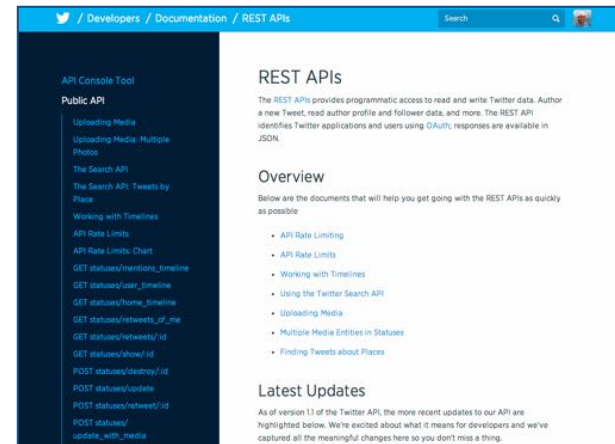 / Developers / Documentation / REST APIs
Search
API Console Tool
Public API
Uploading Media
Uploading Media: Multiple
Photos
The Search API
The Search API: Tweets by
Place
Working with Timelines
API Rate Limits
API Rate Limits: Chart
GET statuses/mentions_timeline
GET statuses/user_timeline
GET statuses/home_timeline
GET statuses/retweets_of_me
GET statuses/retweets/:id
GET statuses/show/:id
POST statuses/destroy/:id
POST statuses/update
POST statuses/retweet/:id
POST statuses/
update_with_media
REST APIs
The REST APIs provides programmatic access to read and write Twitter data. Author
a new Tweet, read author profile and follower data, and more. The REST API
identifies Twitter applications and users using OAuth; responses are available in
JSON.
Overview
Below are the documents that will help you get going with the REST APIs as quickly
as possible
• API Rate Limiting
• API Rate Limits
• Working with Timelines
• Using the Twitter Search API
• Uploading Media
• Multiple Media Entities in Statuses
• Finding Tweets about Places
Latest Updates
As of version 1.1 of the Twitter API, the more recent updates to our API are
highlighted below. We're excited about what it means for developers and we've
captured all the meaningful changes here so you don't miss a thing.